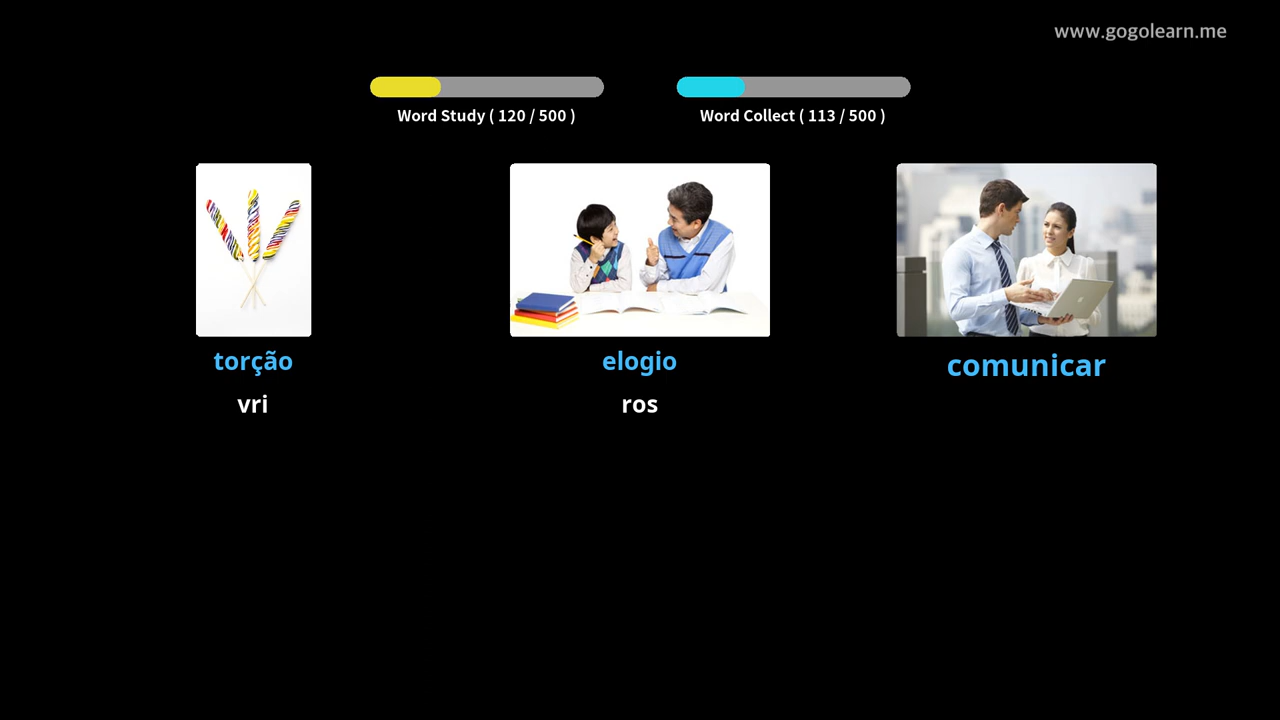 www.gogolearn.me
Word Study ( 120 / 500 )
Word Collect ( 113 / 500 )
torção
elogio
comunicar
vri
ros